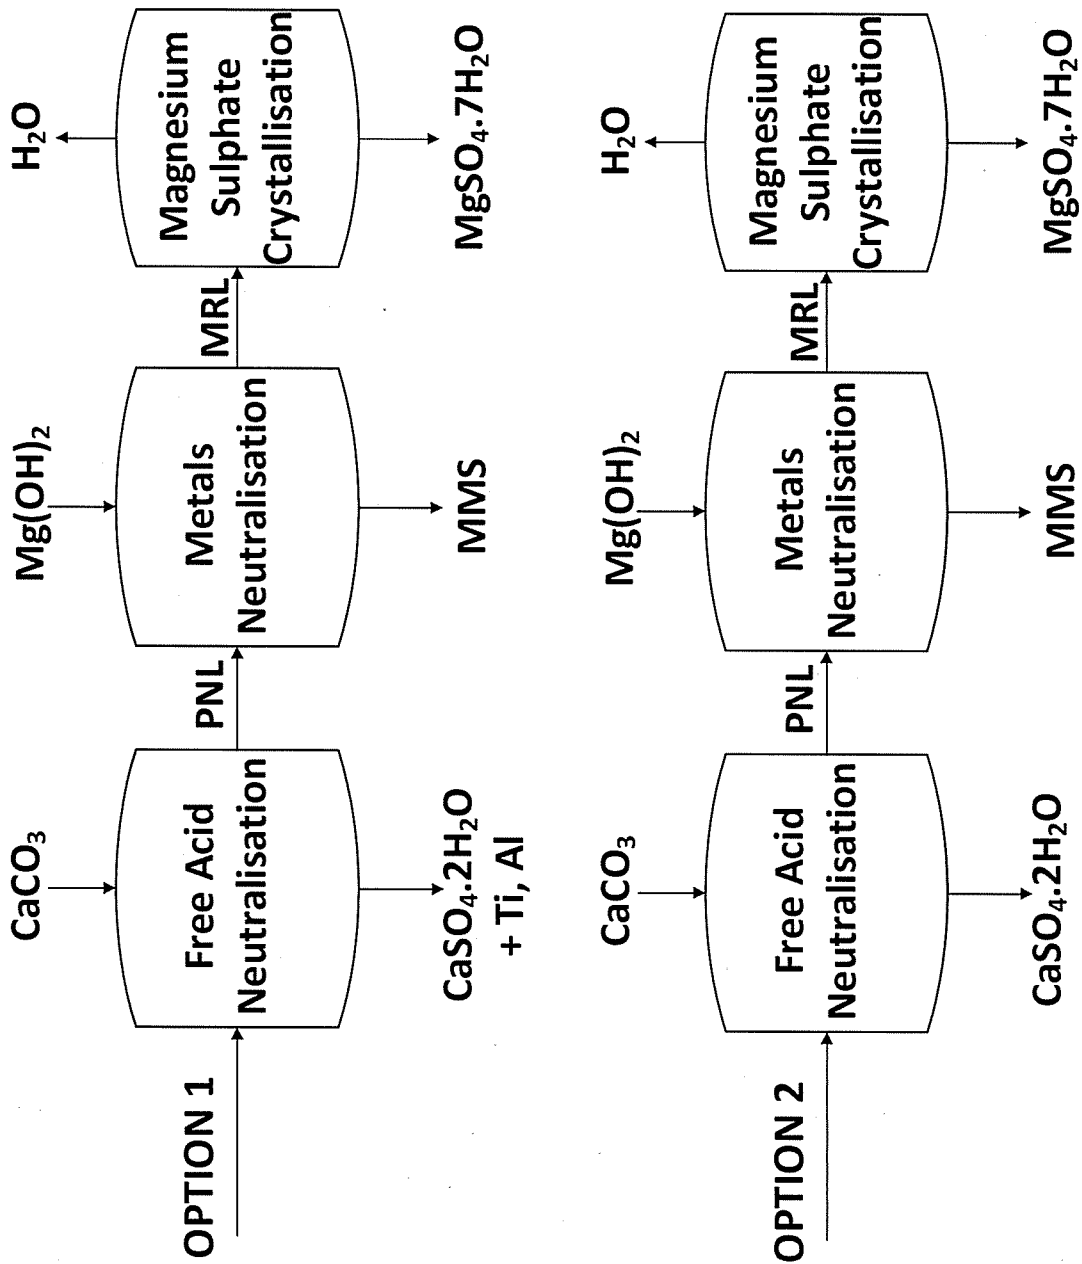 OPTION 1
CaCO₃
Free Acid
Neutralisation
CaSO₄.2H₂O
+ Ti, Al
PNL
Mg(OH)₂
Metals
Neutralisation
MMS
MRL
H₂O
Magnesium
Sulphate
Crystallisation
MgSO₄.7H₂O
OPTION 2
CaCO₃
Free Acid
Neutralisation
CaSO₄.2H₂O
PNL
Mg(OH)₂
Metals
Neutralisation
MMS
MRL
H₂O
Magnesium
Sulphate
Crystallisation
MgSO₄.7H₂O